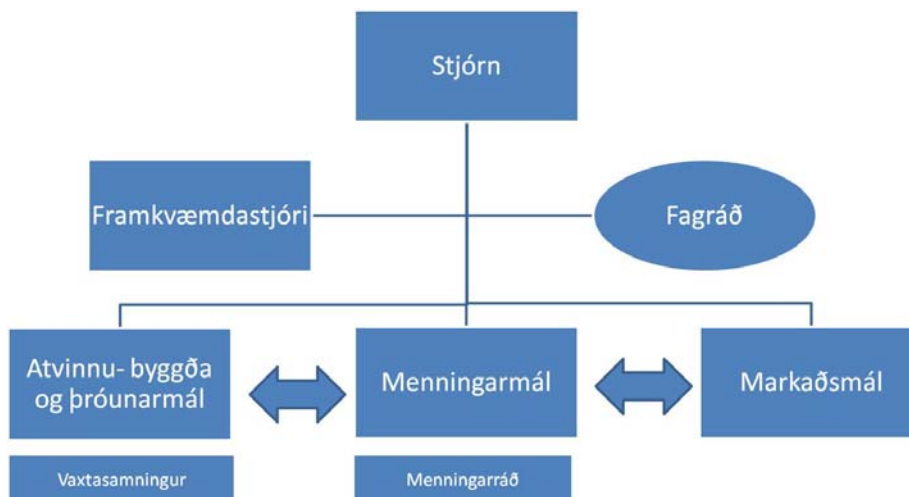 Stjórn
Framkvæmdastjóri
Fagráð
Atvinnu- byggða
og þróunarmál
Menningarmál
Markaðsmál
Vaxtasamningur
Menningarráð